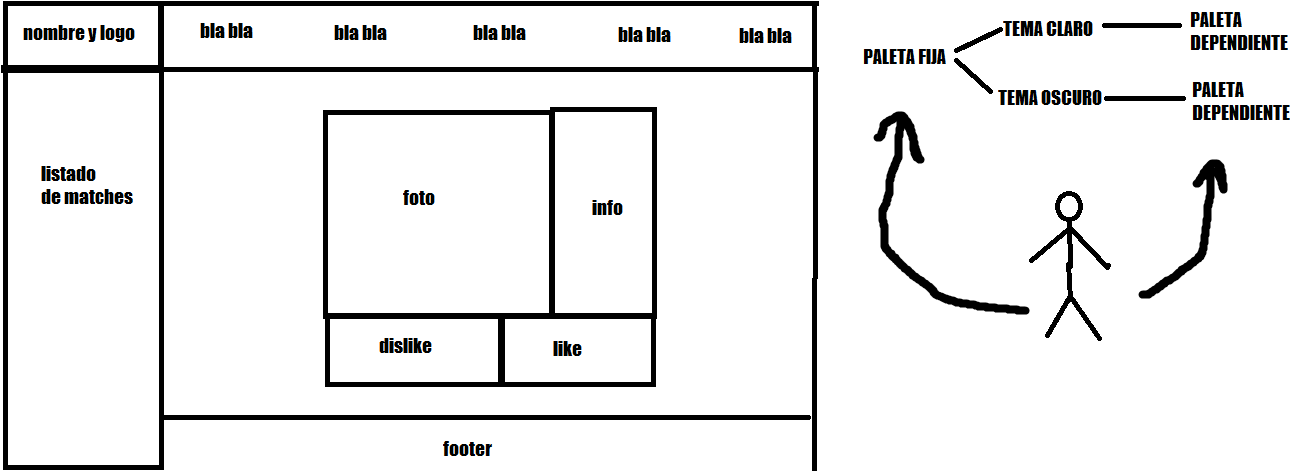 nombre y logo
bla bla
bla bla
bla bla
bla bla
bla bla
listado
de matches
foto
info
dislike
like
footer
PALETA FIJA
TEMA CLARO
PALETA
DEPENDIENTE
TEMA OSCURO
PALETA
DEPENDIENTE